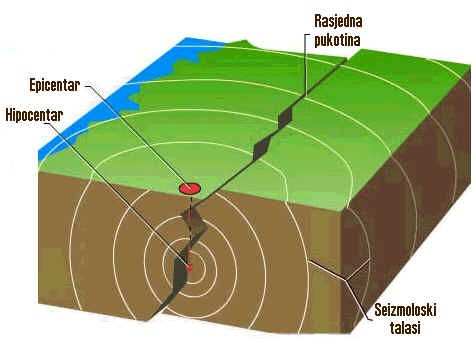 Rasjedna
pukotina
Epicentar
Hipocentar
Seizmoloski
talasi